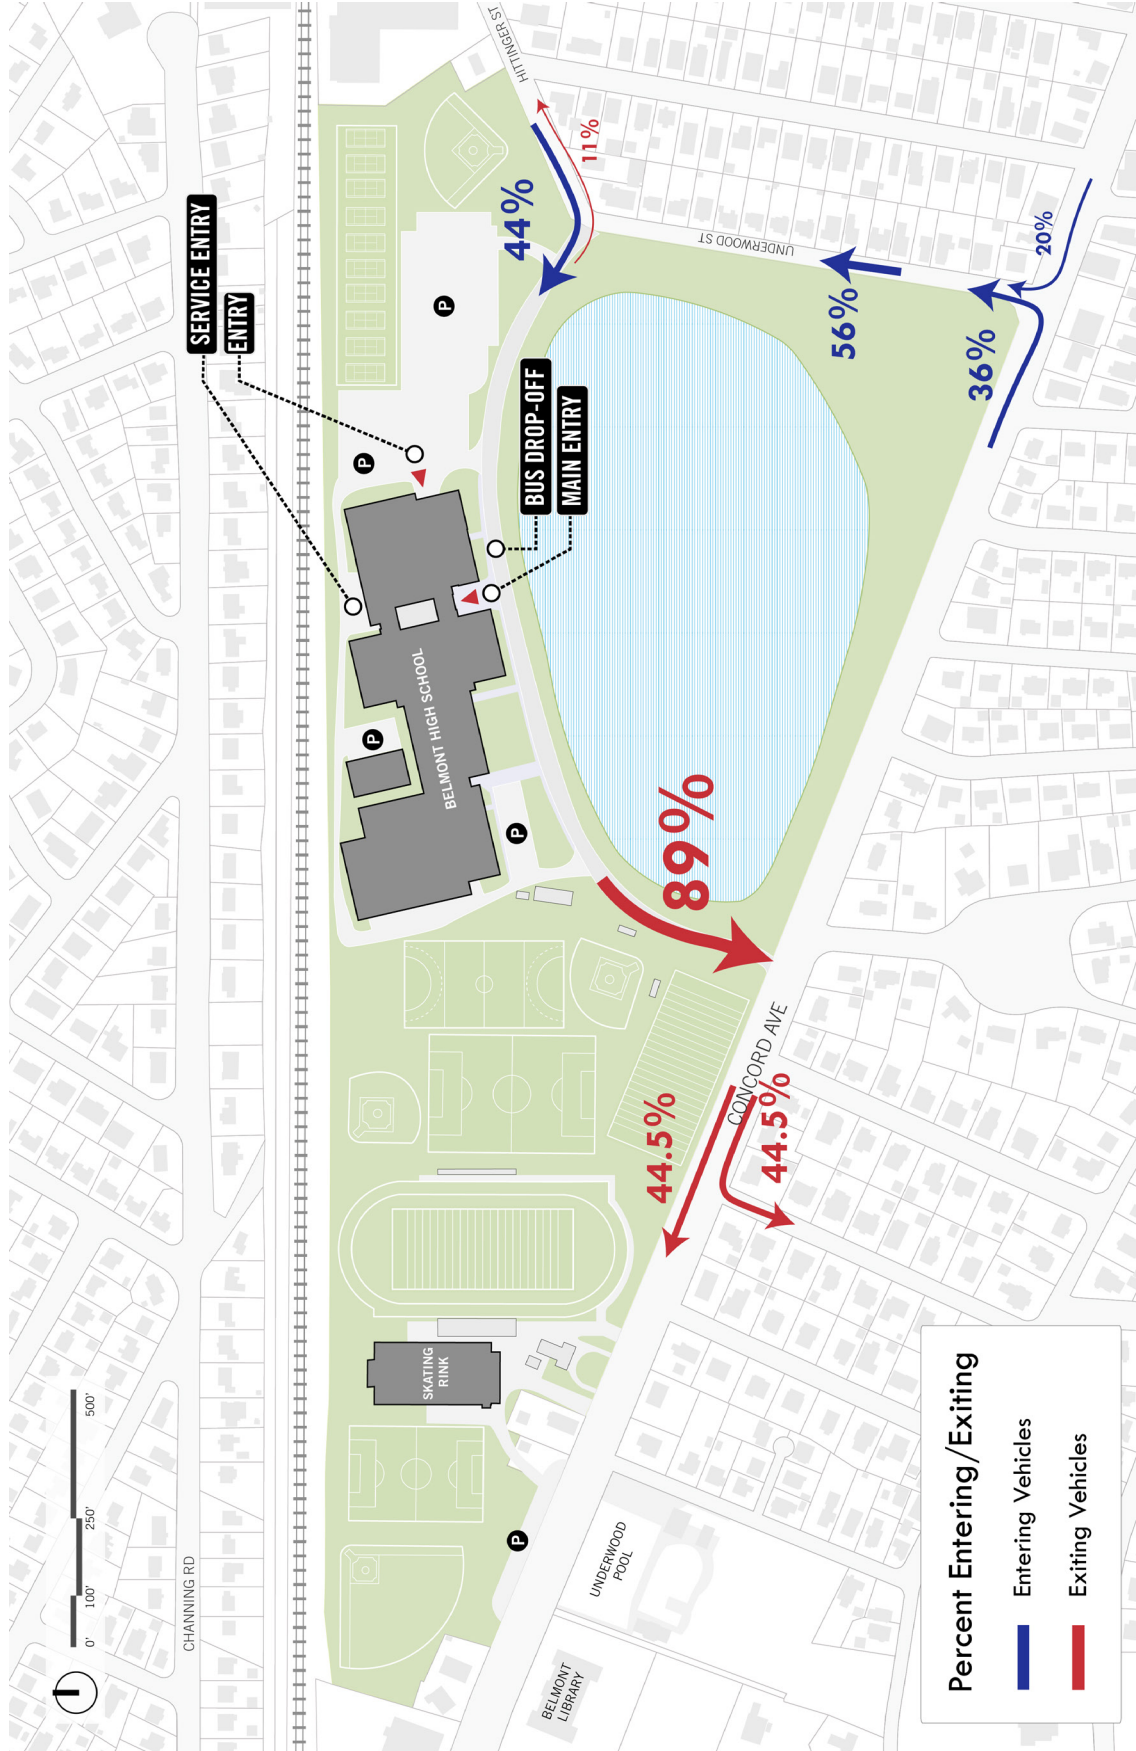 HITTINGER ST
11%
44%
SERVICE ENTRY
ENTRY
P
UNDERWOOD ST
20%
56%
36%
BUS DROP-OFF
MAIN ENTRY
P
BELMONT HIGH SCHOOL
P
P
89%
CONCORD AVE
44.5%
44.5%
SKATING
RINK
P
UNDERWOOD
POOL
BELMONT
LIBRARY
CHANNING RD
0'
100'
250'
500'
Percent Entering/Exiting
Entering Vehicles
Exiting Vehicles